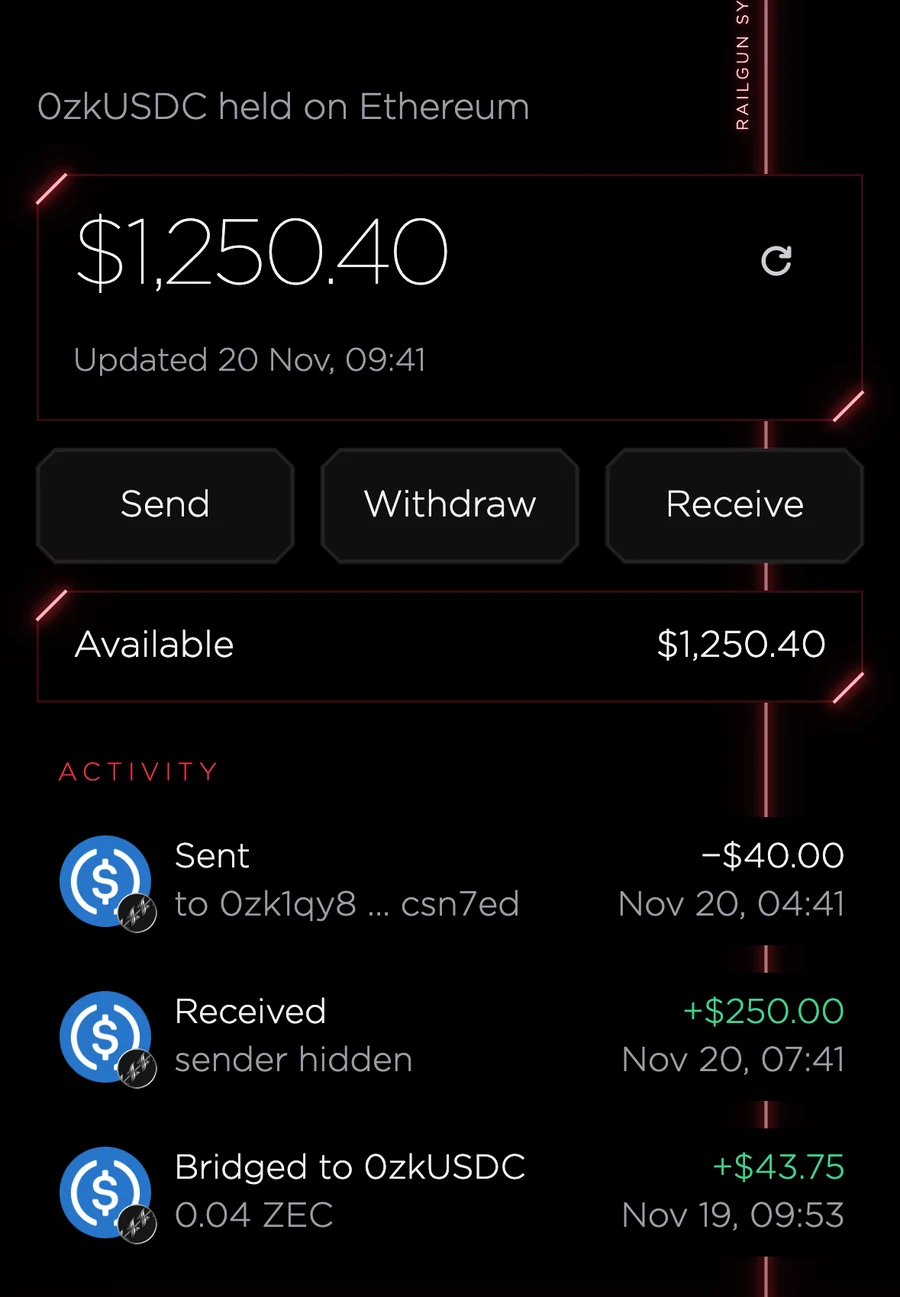 RAILGUN SY
0zkUSDC held on Ethereum
$1,250.40
Updated 20 Nov, 09:41
Send
Withdraw
Receive
Available
$1,250.40
ACTIVITY
Sent
−$40.00
to 0zk1qy8 ... csn7ed
Nov 20, 04:41
Received
+$250.00
sender hidden
Nov 20, 07:41
Bridged to 0zkUSDC
+$43.75
0.04 ZEC
Nov 19, 09:53